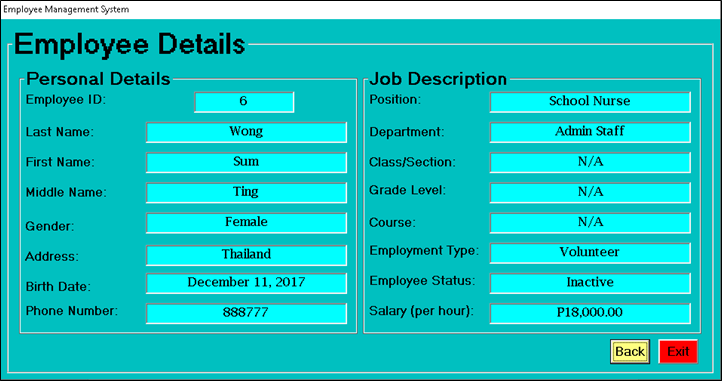 Employee Management System
Employee Details
Personal Details
Employee ID: 6
Last Name: Wong
First Name: Sum
Middle Name: Ting
Gender: Female
Address: Thailand
Birth Date: December 11, 2017
Phone Number: 888777
Job Description
Position: School Nurse
Department: Admin Staff
Class/Section: N/A
Grade Level: N/A
Course: N/A
Employment Type: Volunteer
Employee Status: Inactive
Salary (per hour): P18,000.00
Back Exit